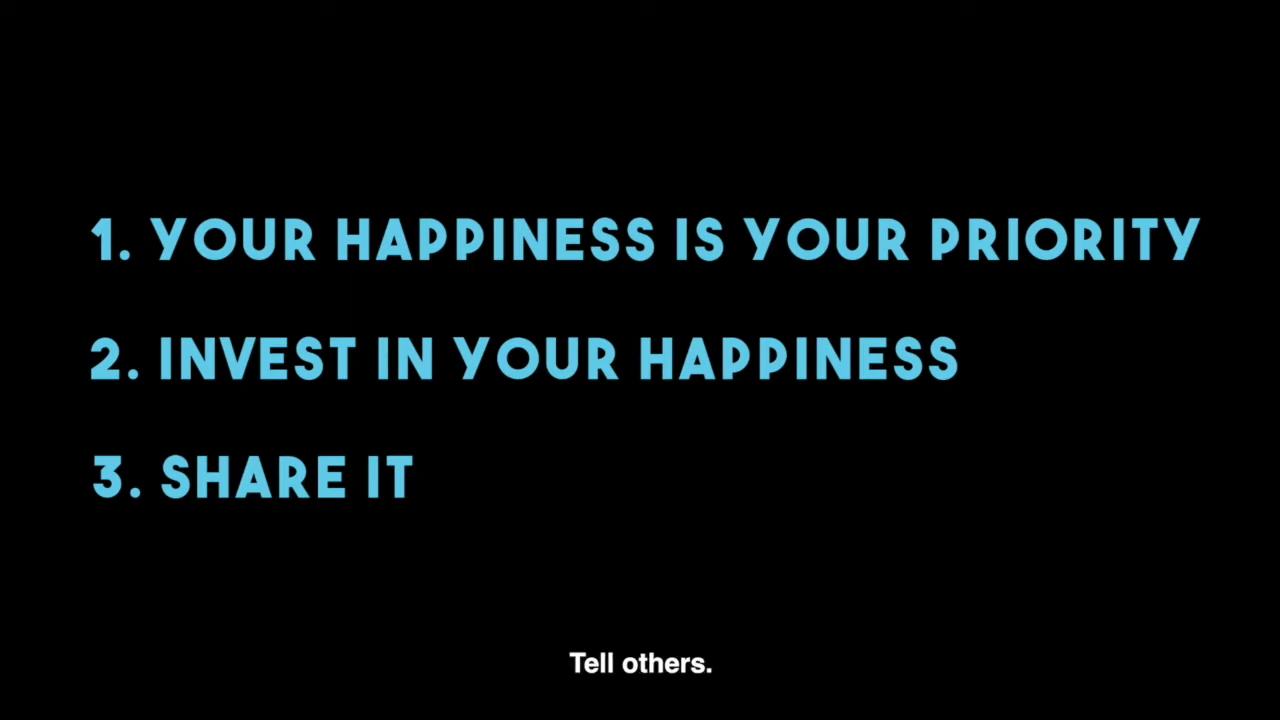 1. YOUR HAPPINESS IS YOUR PRIORITY
2. INVEST IN YOUR HAPPINESS
3. SHARE IT
Tell others.